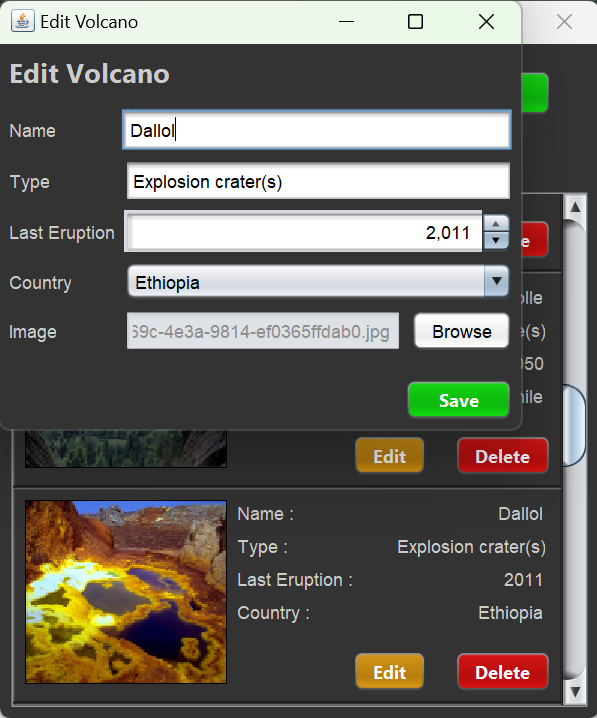 Edit Volcano
Edit Volcano
Name Dallol
Type Explosion crater(s)
Last Eruption 2,011
Country Ethiopia
Image 69c-4e3a-9814-ef0365ffdab0.jpg Browse
Save
Edit Delete
Name : Dallol
Type : Explosion crater(s)
Last Eruption : 2011
Country : Ethiopia
Edit Delete